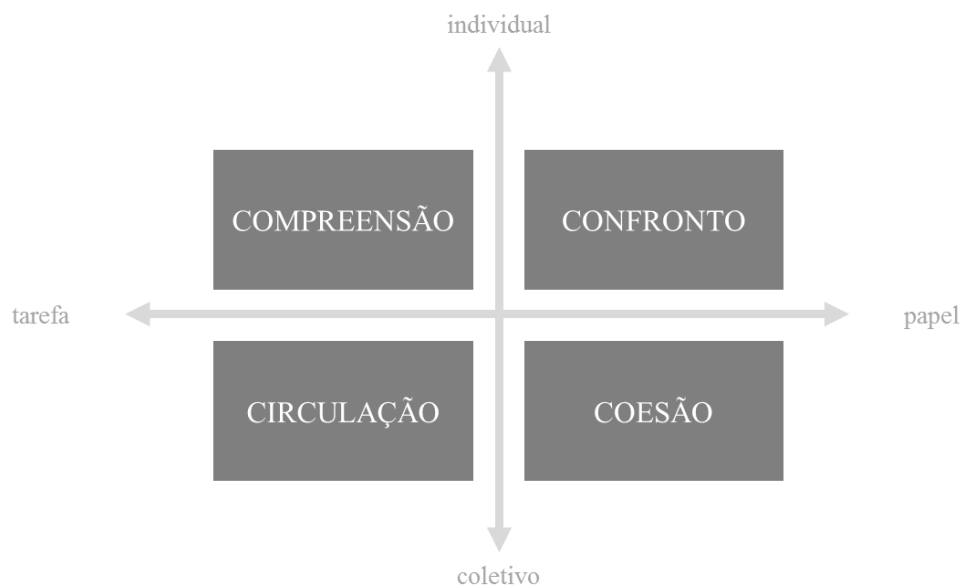 individual
COMPREENSÃO
CONFRONTO
tarefa
papel
CIRCULAÇÃO
COESÃO
coletivo